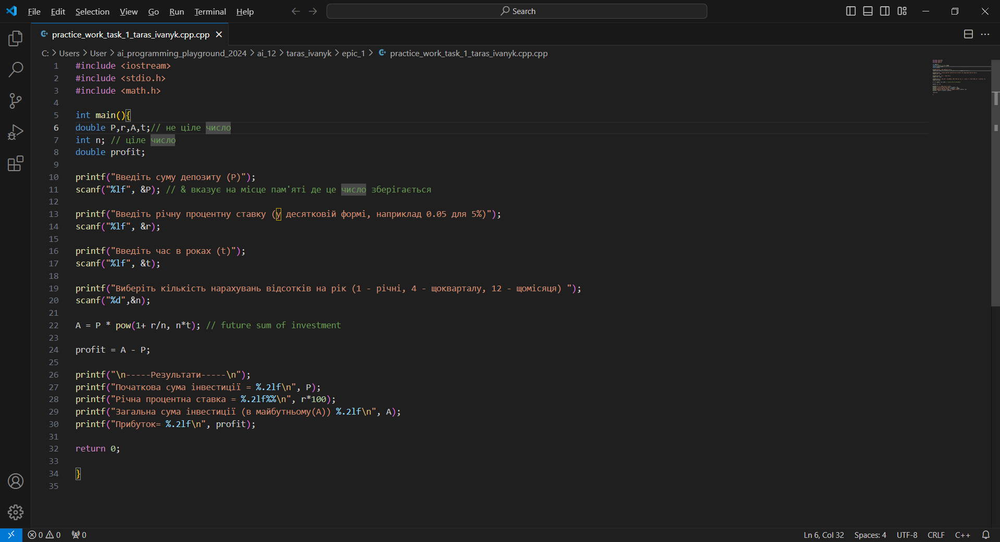 File Edit Selection View Go Run Terminal Help Search
practice_work_task_1_taras_ivanyk.cpp.cpp
C: > Users > User > ai_programming_playground_2024 > ai_12 > taras_ivanyk > epic_1 > practice_work_task_1_taras_ivanyk.cpp.cpp
1 #include <iostream>
2 #include <stdio.h>
3 #include <math.h>
4
5 int main(){
6 double P,r,A,t;// не ціле число
7 int n; // ціле число
8 double profit;
9
10 printf("Введіть суму депозиту (P)");
11 scanf("%lf", &P); // & вказує на місце пам'яті де це число зберігається
12
13 printf("Введіть річну процентну ставку (у десятковій формі, наприклад 0.05 для 5%)");
14 scanf("%lf", &r);
15
16 printf("Введіть час в роках (t)");
17 scanf("%lf", &t);
18
19 printf("Виберіть кількість нарахувань відсотків на рік (1 - річні, 4 - щокварталу, 12 - щомісяця) ");
20 scanf("%d",&n);
21
22 A = P * pow(1+ r/n, n*t); // future sum of investment
23
24 profit = A - P;
25
26 printf("\n-----Результати-----\n");
27 printf("Початкова сума інвестиції = %.2lf\n", P);
28 printf("Річна процентна ставка = %.2lf%%\n", r*100);
29 printf("Загальна сума інвестиції (в майбутньому(A)) %.2lf\n", A);
30 printf("Прибуток= %.2lf\n", profit);
31
32 return 0;
33
34 }
35
0 0 0 Ln 6, Col 32 Spaces: 4 UTF-8 CRLF C++